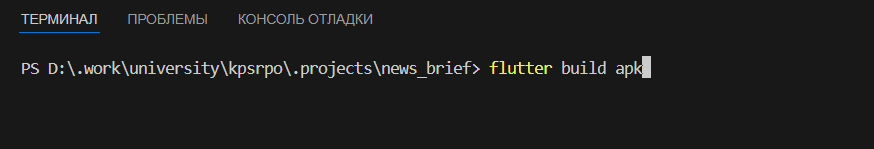 ТЕРМИНАЛ ПРОБЛЕМЫ КОНСОЛЬ ОТЛАДКИ
PS D:\.work\university\kpsrpo\.projects\news_brief> flutter build apk